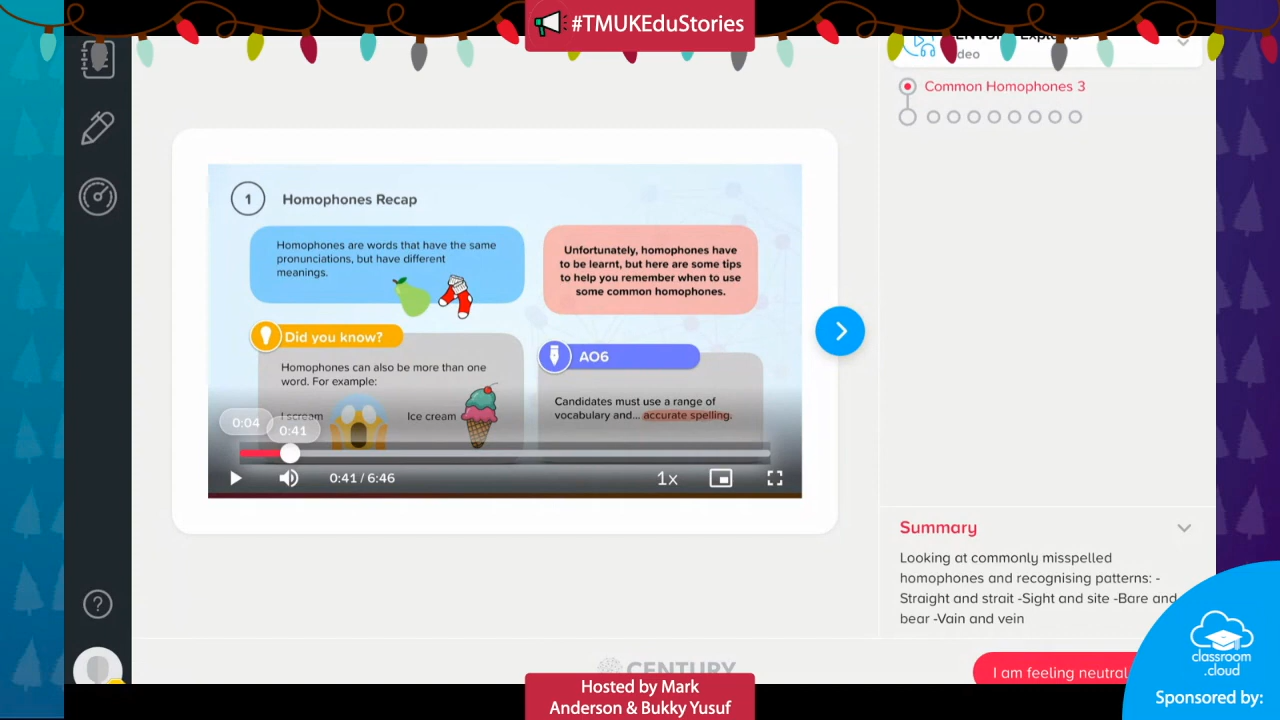 #TMUKEduStories
Video
Common Homophones 3
1
Homophones Recap
Homophones are words that have the same
pronunciations, but have different
meanings.
Unfortunately, homophones have
to be learnt, but here are some tips
to help you remember when to use
some common homophones.
Did you know?
Homophones can also be more than one
word. For example:
I scream
Ice cream
AO6
Candidates must use a range of
vocabulary and... accurate spelling.
0:04
0:41
0:41 / 6:46
1x
Summary
Looking at commonly misspelled
homophones and recognising patterns: -
Straight and strait -Sight and site -Bare and
bear -Vain and vein
?
CENTURY
I am feeling neutral
Hosted by Mark
Anderson & Bukky Yusuf
classroom
.cloud
Sponsored by: